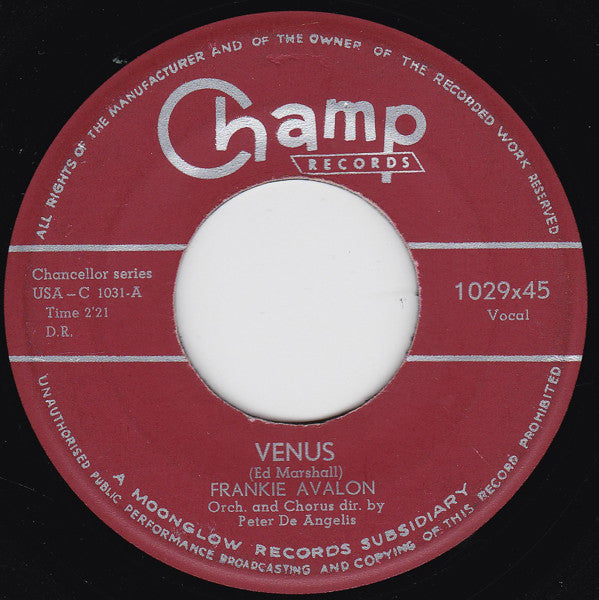 ALL RIGHTS OF THE MANUFACTURER AND OF THE OWNER OF THE RECORDED WORK RESERVED
Champ
RECORDS
Chancellor series
USA – C 1031-A
Time 2'21
D.R.
1029x45
Vocal
VENUS
(Ed Marshall)
FRANKIE AVALON
Orch. and Chorus dir. by
Peter De Angelis
A MOONGLOW RECORDS SUBSIDIARY
UNAUTHORISED PUBLIC PERFORMANCE BROADCASTING AND COPYING OF THIS RECORD PROHIBITED